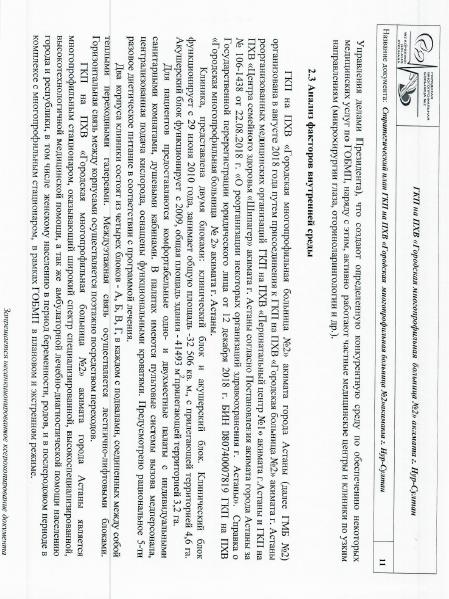 ГОРОДСКАЯ
МНОГОПРОФИЛЬНАЯ
БОЛЬНИЦА №2
ГКП на ПХВ «Городская многопрофильная больница №2» акимата г. Нур-Султан
Название документа: Стратегический план ГКП на ПХВ «Городская многопрофильная больница №2»акимата г. Нур-Султан
11
Управления делами Президента), что создают определенную конкурентную среду по обеспечению некоторых
медицинских услуг по ГОБМП, наряду с этим, активно работают частные медицинские центры и клиники по узким
направлениям (микрохирургии глаза, оториноларингологии и др.).
2.3 Анализ факторов внутренней среды
ГКП на ПХВ «Городская многопрофильная больница №2» акимата города Астаны (далее ГМБ №2)
организована в августе 2018 года путем присоединения к ГКП на ПХВ «Городская больница №2» акимата г. Астаны
реорганизованных медицинских организаций ГКП на ПХВ «Перинатальный центр №1» акимата г.Астаны и ГКП на
ПХВ «Центра семейного здоровья «Шипагер» акимата г. Астаны согласно Постановления акимата города Астаны за
№ 106-1438 от 22.08.2018 г. «О реорганизации некоторых организаций здравоохранения г. Астаны». Справка о
Государственной перерегистрации юридического лица от 12 декабря 2018 г. БИН 080740007819 ГКП на ПХВ
«Городская многопрофильная больница № 2» акимата г. Астаны.
Клиника, представлена двумя блоками: клинический блок и акушерский блок. Клинический блок
функционирует с 29 июня 2010 года, занимает общую площадь -32 506 кв. м., с прилегающей территорией 4,6 га.
Акушерский блок функционирует с 2009, общая площадь здания - 41493 м²прилегающей территорией 3,2 га.
Для пациентов предоставляются комфортабельные одно- и двухместные палаты с индивидуальными
санитарными комнатами, душевыми кабинами. В палатах имеются пультовые системы вызова медперсонала,
централизованная подача кислорода, оснащены функциональными кроватями. Предусмотрено рациональное 5-ти
разовое диетическое питание в соответствии с программой лечения.
Два корпуса клиники состоят из четырех блоков - А, Б, В, Г, в каждом с подвалами, соединенных между собой
теплыми переходными галереями. Междуэтажная связь осуществляется лестнично-лифтовыми блоками.
Горизонтальная связь между корпусами осуществляется поэтажно посредством переходов.
ГКП на ПХВ «Городская многопрофильная больница №2» акимата города Астаны является
многопрофильным стационаром, оказывающий широкий спектр специализированной, высокоспециализированной,
высокотехнологичной медицинской помощи, а так же амбулаторной лечебно-диагностической помощи населению
города и республики, в том числе женскому населению в период беременности, родов, и в послеродовом периоде в
комплексе с многопрофильным стационаром, в рамках ГОБМП в плановом и экстренном режиме.
Запрещается несанкционированное ксерокопирование документа